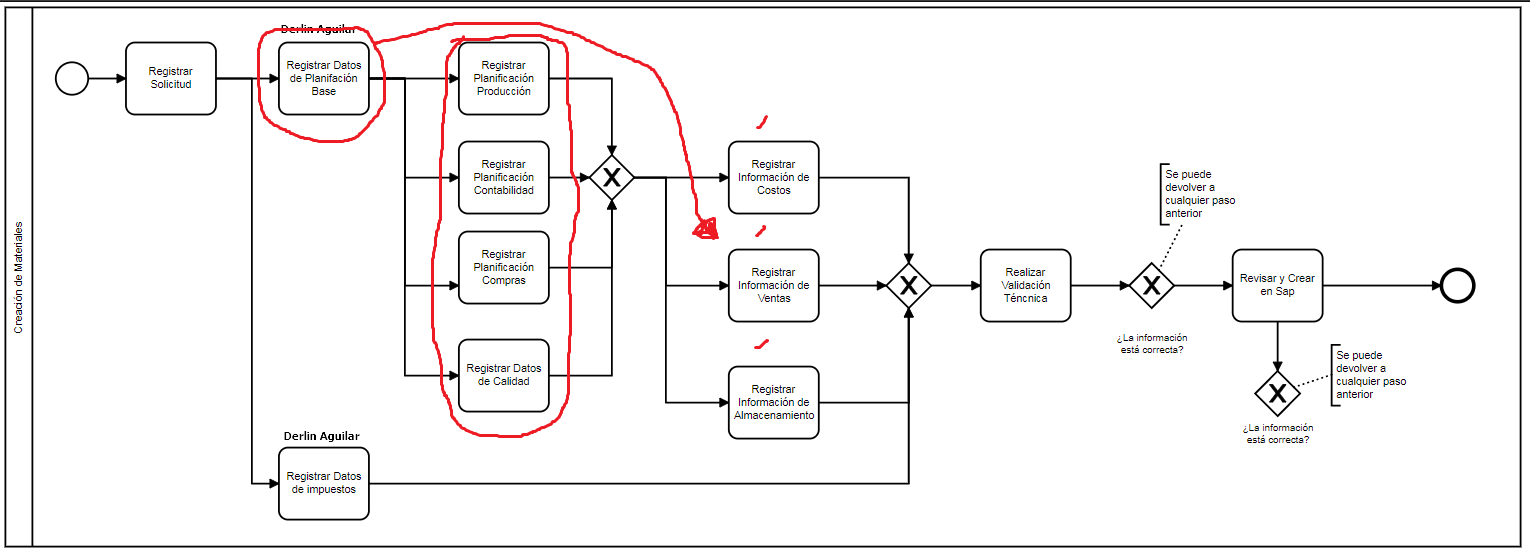 Creación de Materiales
Registrar
Solicitud
Derlin Aguilar
Registrar Datos
de Planifación
Base
Registrar
Planificación
Producción
Registrar
Planificación
Contabilidad
Registrar
Planificación
Compras
Registrar Datos
de Calidad
Derlin Aguilar
Registrar Datos
de impuestos
X
Registrar
Información de
Costos
Registrar
Información de
Ventas
Registrar
Información de
Almacenamiento
X
Realizar
Validación
Téncnica
Se puede
devolver a
cualquier paso
anterior
X
¿La información
está correcta?
Revisar y Crear
en Sap
Se puede
devolver a
cualquier paso
anterior
X
¿La información
está correcta?